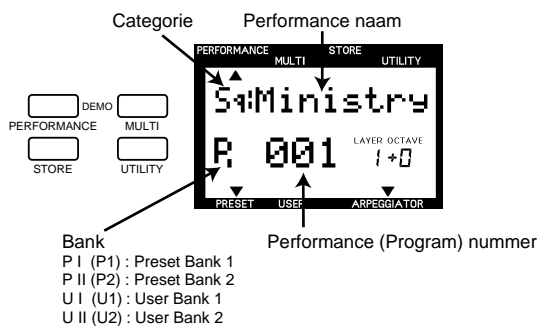 Categorie Performance naam
PERFORMANCE STORE
MULTI UTILITY
Sq:Ministry
DEMO
PERFORMANCE MULTI
STORE UTILITY
P 001
LAYER OCTAVE
1 +0
PRESET USER ARPEGGIATOR
Bank
P I (P1) : Preset Bank 1
P II (P2) : Preset Bank 2
U I (U1) : User Bank 1
U II (U2) : User Bank 2
Performance (Program) nummer